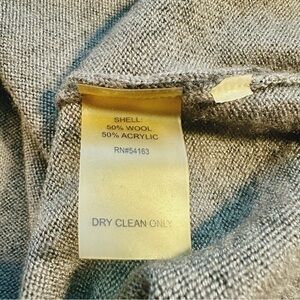 SHELL:
50% WOOL
50% ACRYLIC
RN#54163
DRY CLEAN ONLY